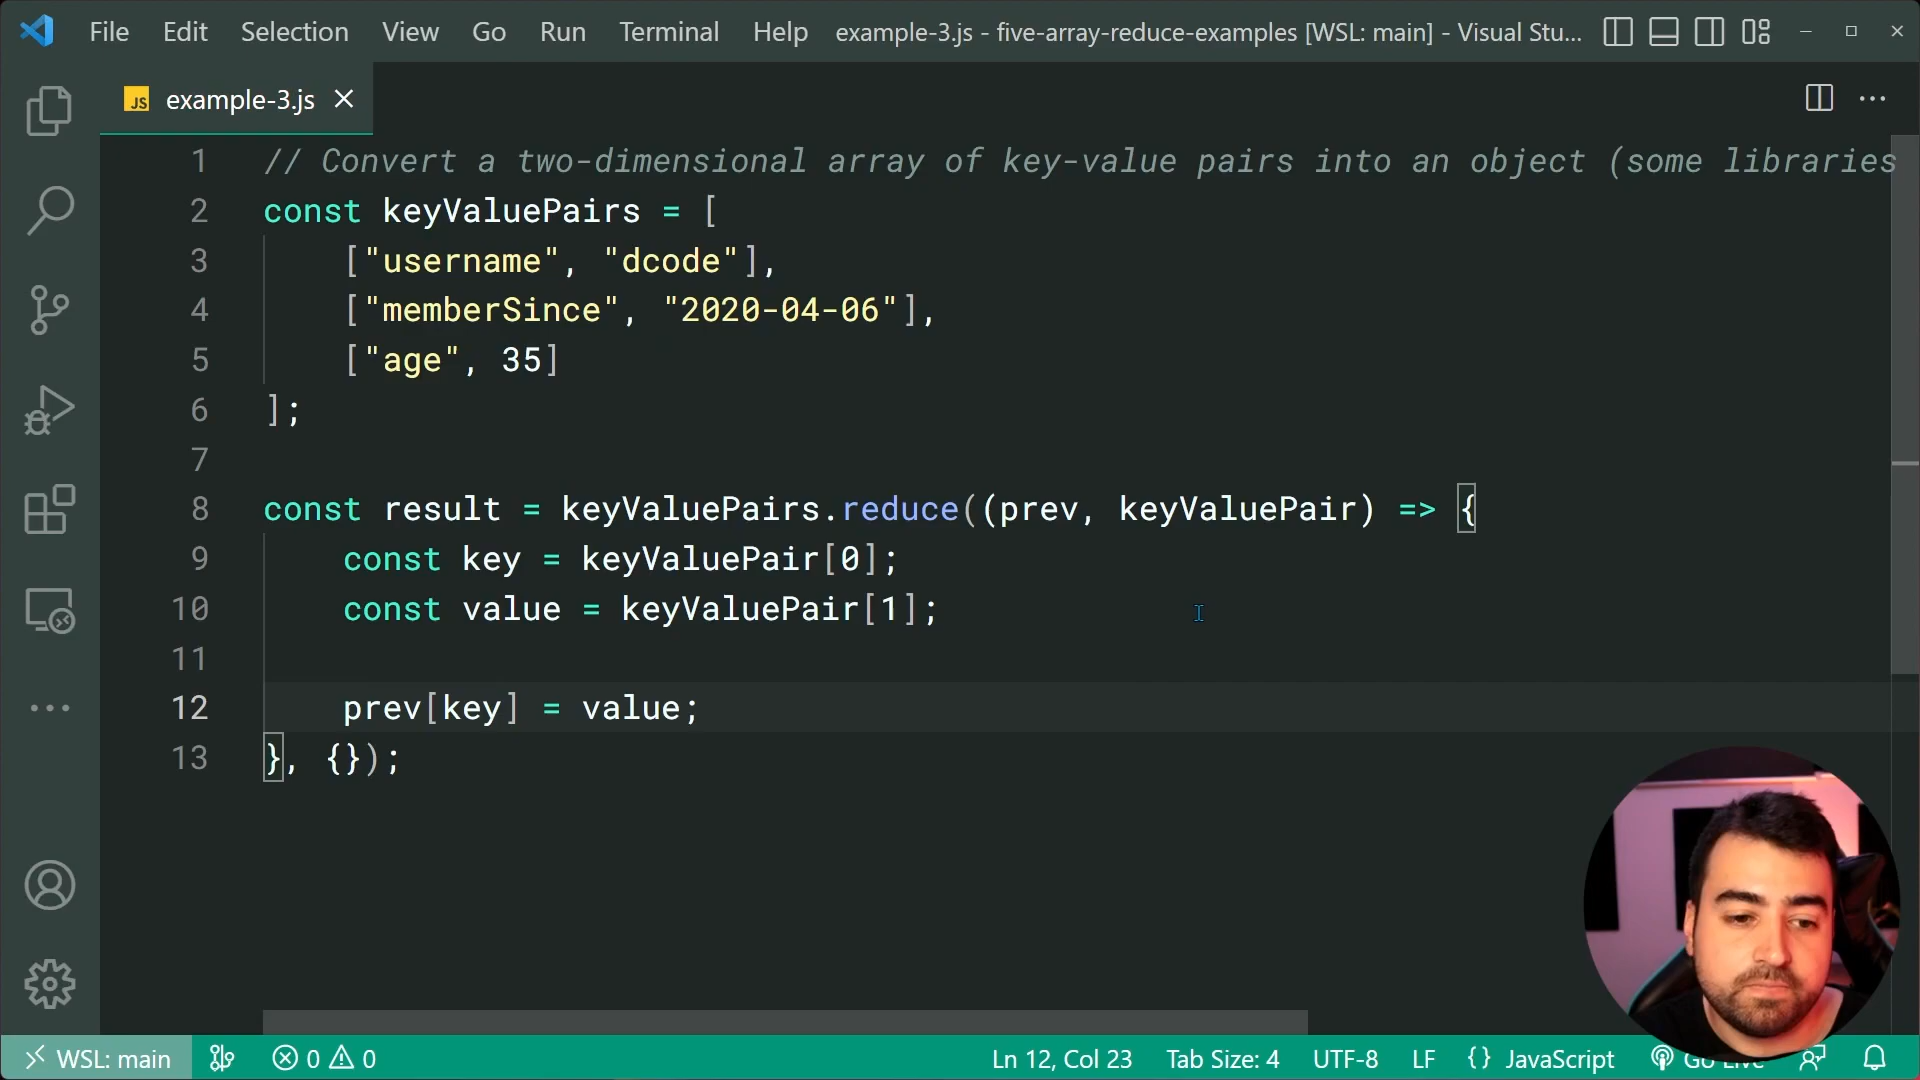 File Edit Selection View Go Run Terminal Help example-3.js - five-array-reduce-examples [WSL: main] - Visual Stu...
JS example-3.js
1 // Convert a two-dimensional array of key-value pairs into an object (some libraries
2 const keyValuePairs = [
3 ["username", "dcode"],
4 ["memberSince", "2020-04-06"],
5 ["age", 35]
6 ];
7
8 const result = keyValuePairs.reduce((prev, keyValuePair) => {
9 const key = keyValuePair[0];
10 const value = keyValuePair[1];
11
12 prev[key] = value;
13 }, {});
WSL: main 0 0 Ln 12, Col 23 Tab Size: 4 UTF-8 LF {} JavaScript Go Live